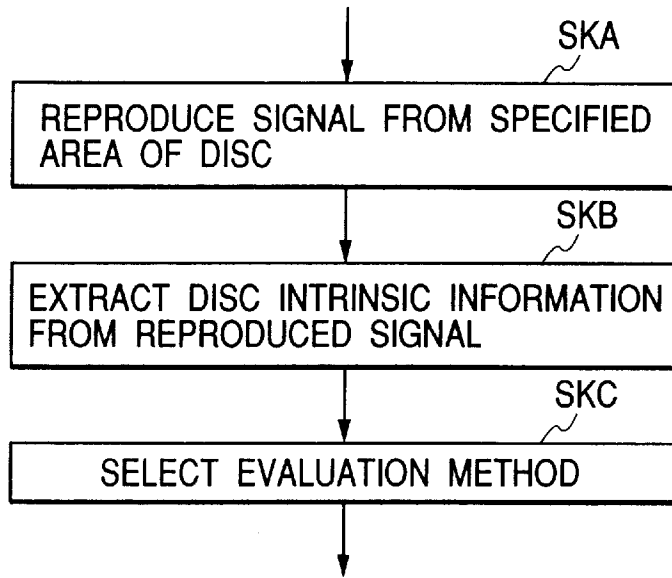 SKA
REPRODUCE SIGNAL FROM SPECIFIED
AREA OF DISC
SKB
EXTRACT DISC INTRINSIC INFORMATION
FROM REPRODUCED SIGNAL
SKC
SELECT EVALUATION METHOD